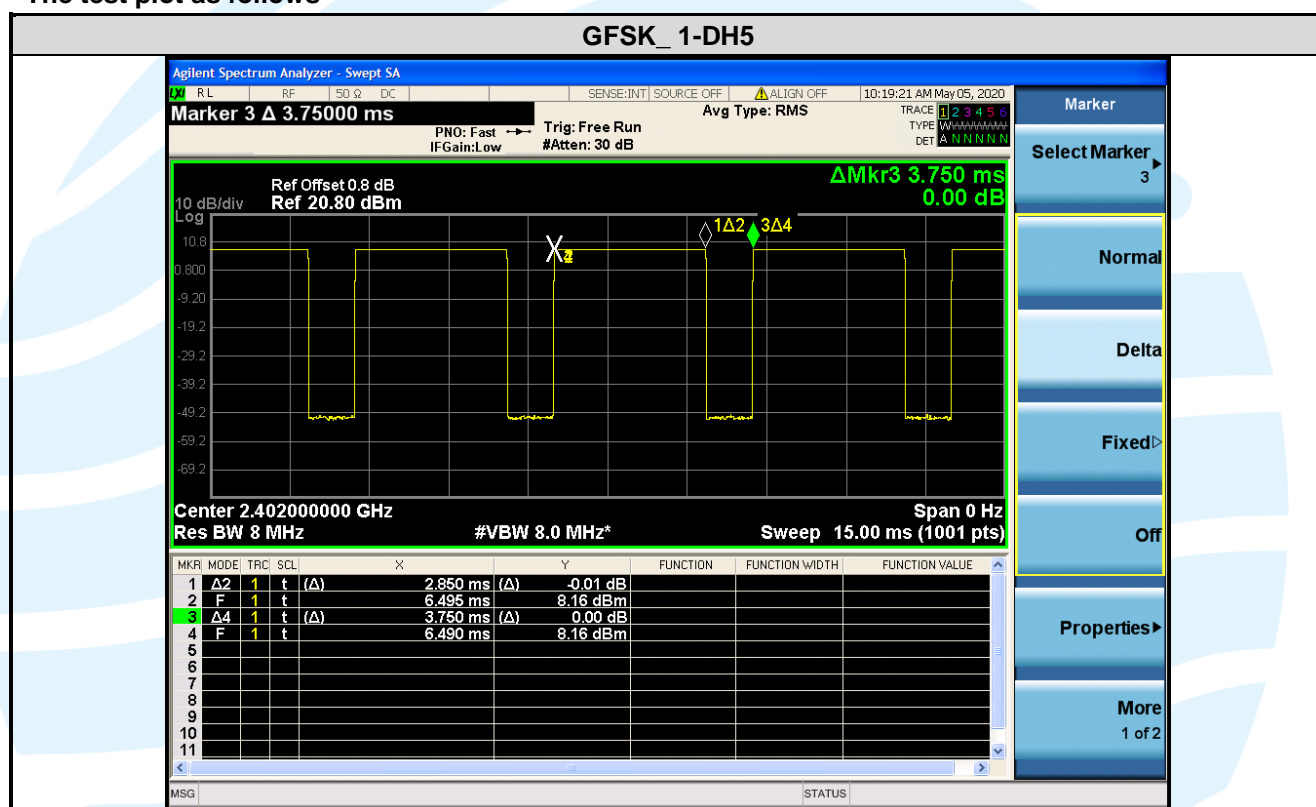 The test plot as follows
GFSK_ 1-DH5
Agilent Spectrum Analyzer - Swept SA
LXI RL RF 50 Ω DC SENSE:INT SOURCE OFF ALIGN OFF 10:19:21 AM May 05, 2020
Marker 3 Δ 3.75000 ms
PNO: Fast
IFGain:Low
Trig: Free Run
#Atten: 30 dB
Avg Type: RMS
TRACE 1 2 3 4 5 6
TYPE WWWWWW
DET A N N N N N
ΔMkr3 3.750 ms
0.00 dB
Ref Offset 0.8 dB
10 dB/div Ref 20.80 dBm
Log
10.8
0.800
-9.20
-19.2
-29.2
-39.2
-49.2
-59.2
-69.2
1Δ2 3Δ4
Center 2.402000000 GHz Span 0 Hz
Res BW 8 MHz #VBW 8.0 MHz* Sweep 15.00 ms (1001 pts)
MKR MODE TRC SCL X Y FUNCTION FUNCTION WIDTH FUNCTION VALUE
1 Δ2 1 t (Δ) 2.850 ms (Δ) -0.01 dB
2 F 1 t 6.495 ms 8.16 dBm
3 Δ4 1 t (Δ) 3.750 ms (Δ) 0.00 dB
4 F 1 t 6.490 ms 8.16 dBm
5
6
7
8
9
10
11
MSG STATUS
Marker
Select Marker
3
Normal
Delta
Fixed
Off
Properties
More
1 of 2